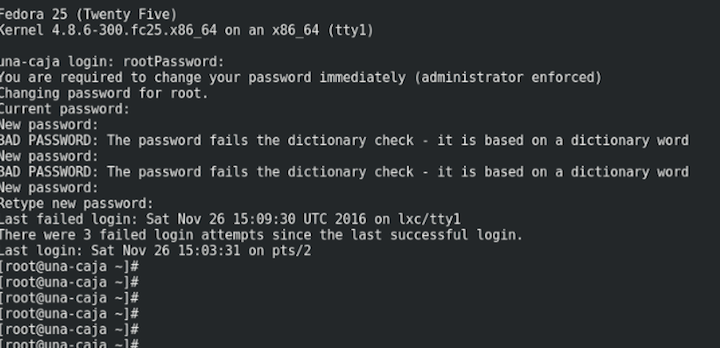 Fedora 25 (Twenty Five)
Kernel 4.8.6-300.fc25.x86_64 on an x86_64 (tty1)
una-caja login: rootPassword:
You are required to change your password immediately (administrator enforced)
Changing password for root.
Current password:
New password:
BAD PASSWORD: The password fails the dictionary check - it is based on a dictionary word
New password:
BAD PASSWORD: The password fails the dictionary check - it is based on a dictionary word
New password:
Retype new password:
Last failed login: Sat Nov 26 15:09:30 UTC 2016 on lxc/tty1
There were 3 failed login attempts since the last successful login.
Last login: Sat Nov 26 15:03:31 on pts/2
[root@una-caja ~]#
[root@una-caja ~]#
[root@una-caja ~]#
[root@una-caja ~]#
[root@una-caja ~]#
[root@una-caja ~]#